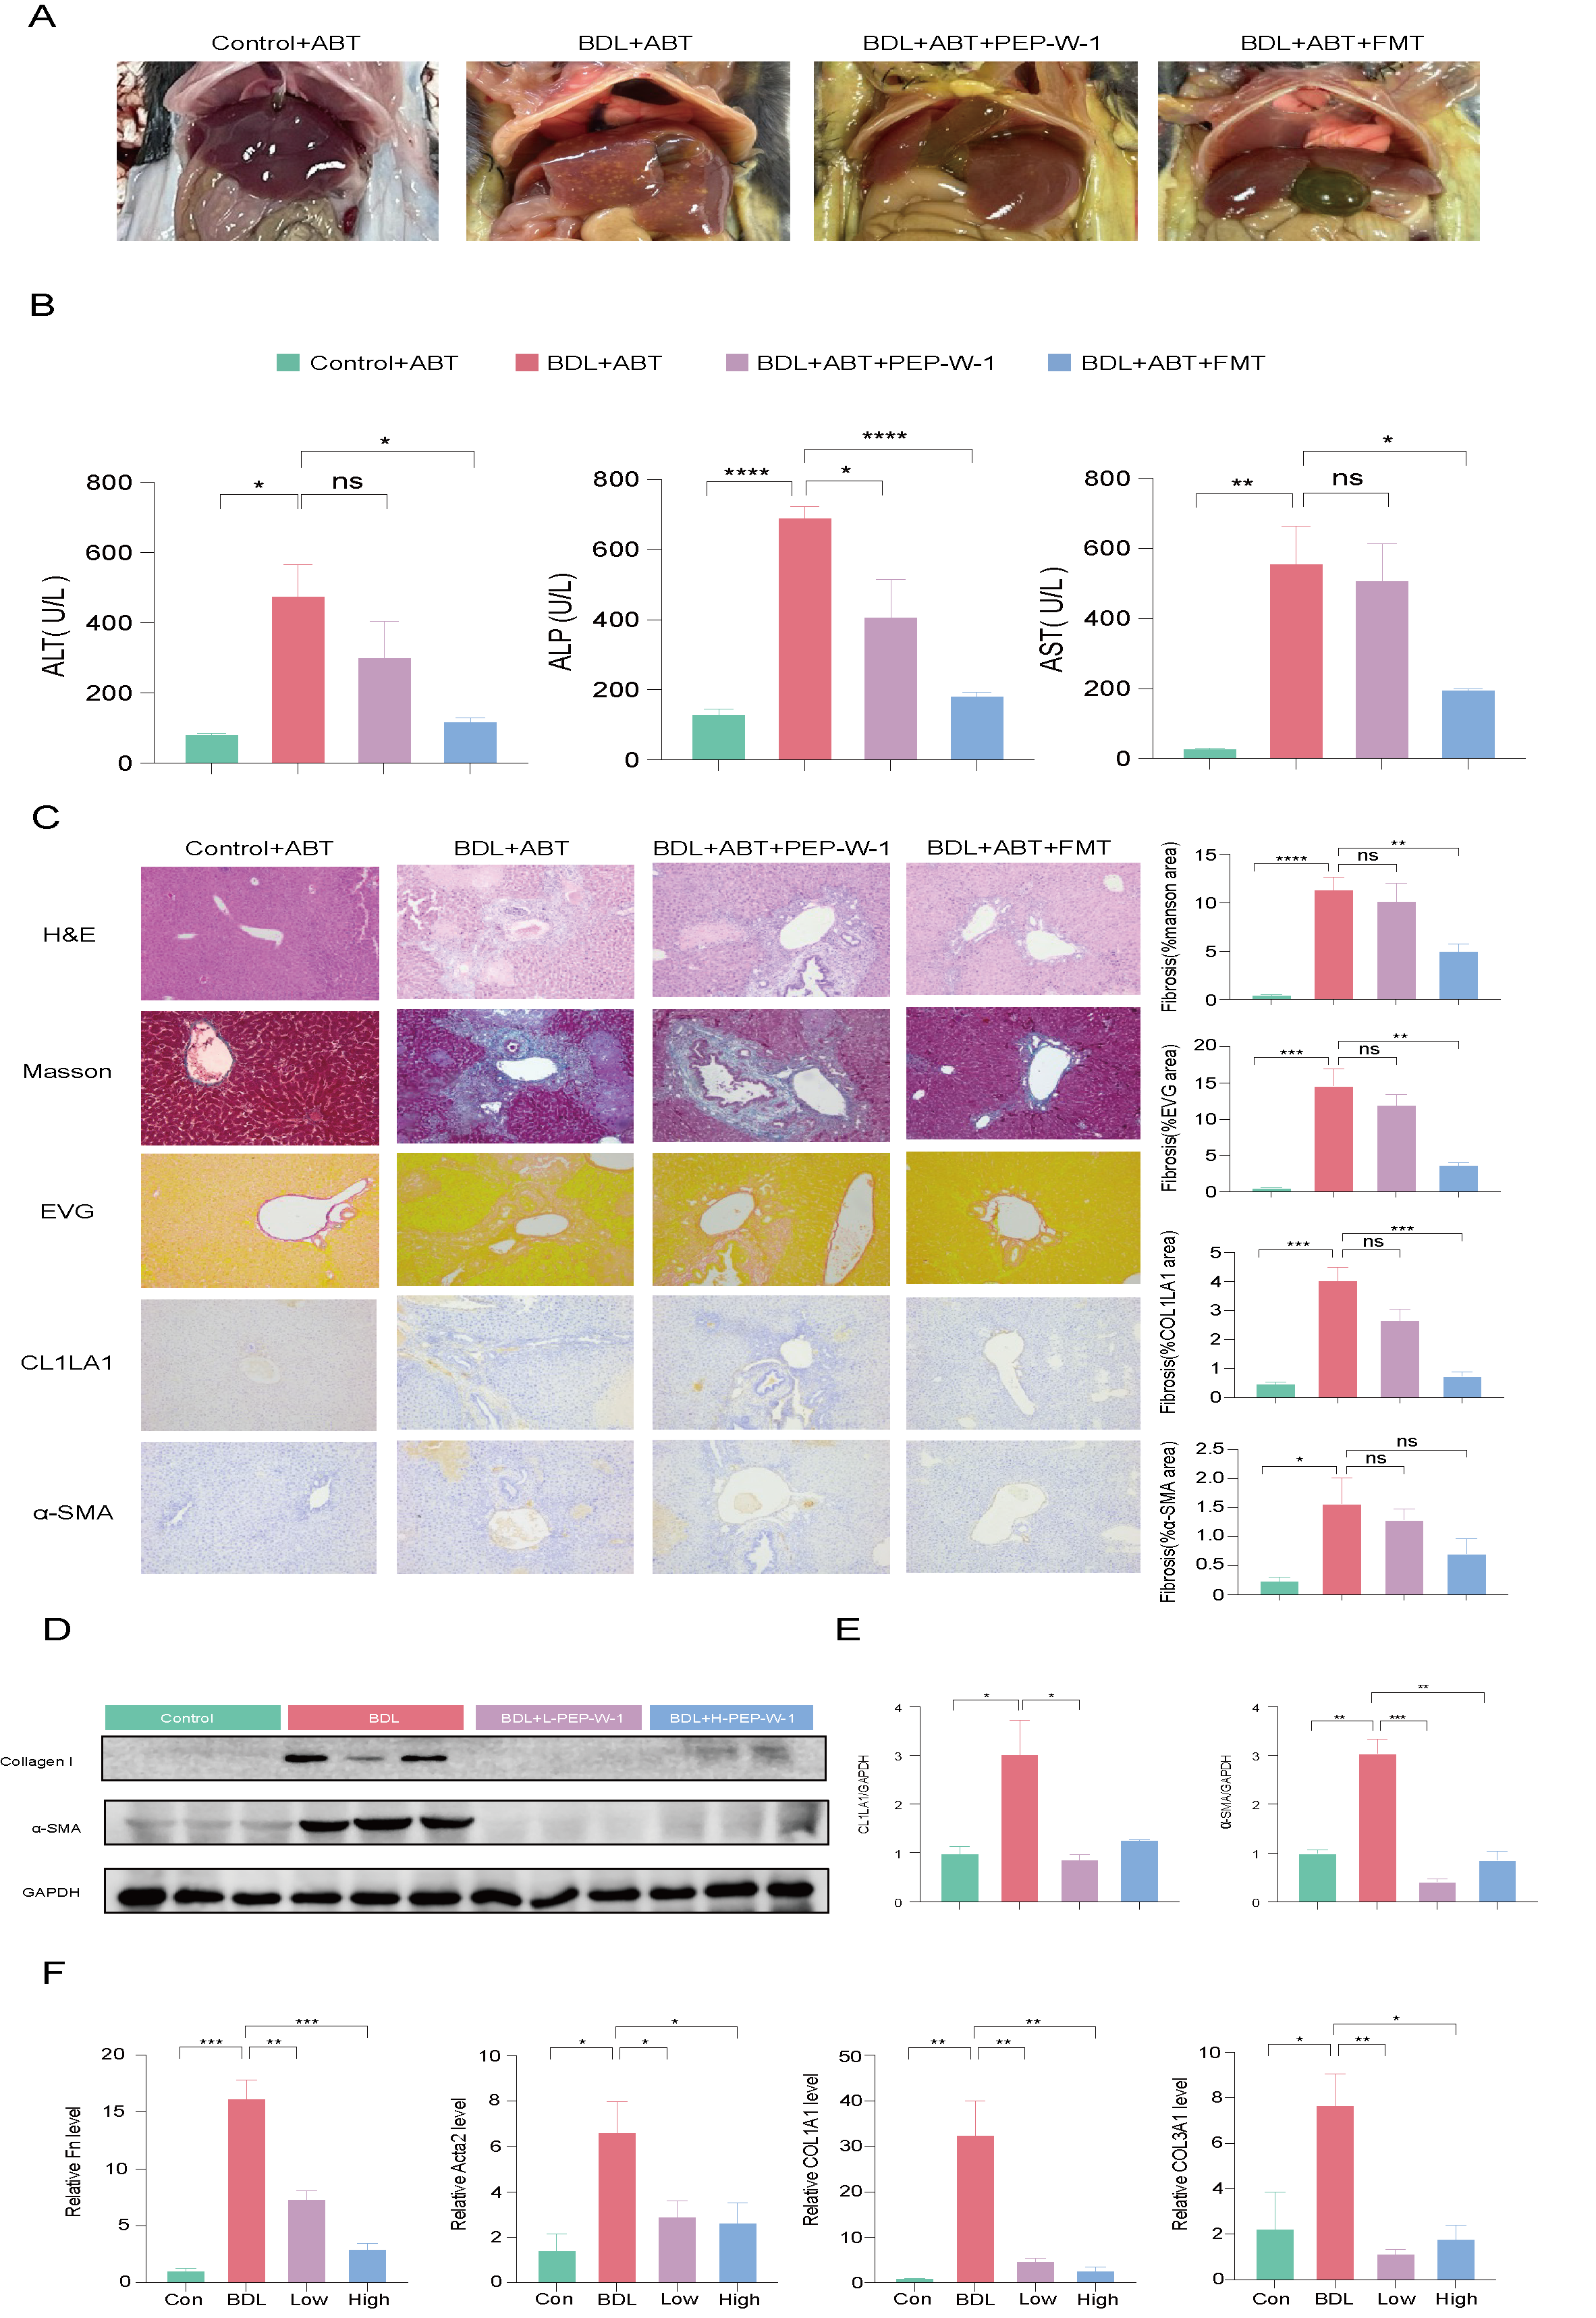 A
Control+ABT BDL+ABT BDL+ABT+PEP-W-1 BDL+ABT+FMT
B
Control+ABT BDL+ABT BDL+ABT+PEP-W-1 BDL+ABT+FMT
ALT( U/L )
800
600
400
200
0
*
ns
*
ALP (U/L)
800
600
400
200
0
****
*
****
AST( U/L )
800
600
400
200
0
**
ns
*
C
Control+ABT BDL+ABT BDL+ABT+PEP-W-1 BDL+ABT+FMT
H&E
Masson
EVG
CL1LA1
α-SMA
Fibrosis(%manson area)
15
10
5
0
****
ns
**
Fibrosis(%EVG area)
20
15
10
5
0
***
ns
**
Fibrosis(%COL1LA1 area)
5
4
3
2
1
0
***
ns
***
Fibrosis(%α-SMA area)
2.5
2.0
1.5
1.0
0.5
0
*
ns
ns
D
Control BDL BDL+L-PEP-W-1 BDL+H-PEP-W-1
Collagen I
α-SMA
GAPDH
E
CL1LA1/GAPDH
4
3
2
1
0
*
*
α-SMA/GAPDH
4
3
2
1
0
**
***
**
F
Relative Fn level
20
15
10
5
0
***
**
***
Con BDL Low High
Relative Acta2 level
10
8
6
4
2
0
*
*
*
Con BDL Low High
Relative COL1A1 level
50
40
30
20
10
0
**
**
**
Con BDL Low High
Relative COL3A1 level
10
8
6
4
2
0
*
**
*
Con BDL Low High